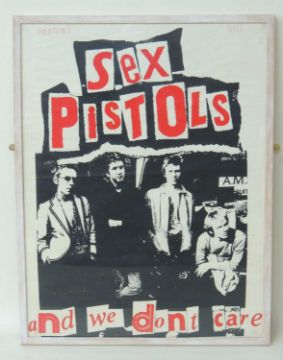 Sex
PiSTOLs
A.M.
and we dont care